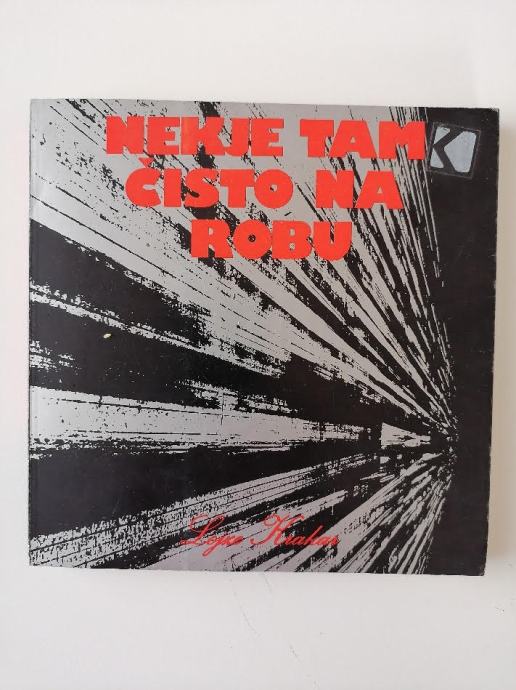 NEKJE TAM
ČISTO NA
ROBU
K
Lojze Krakar